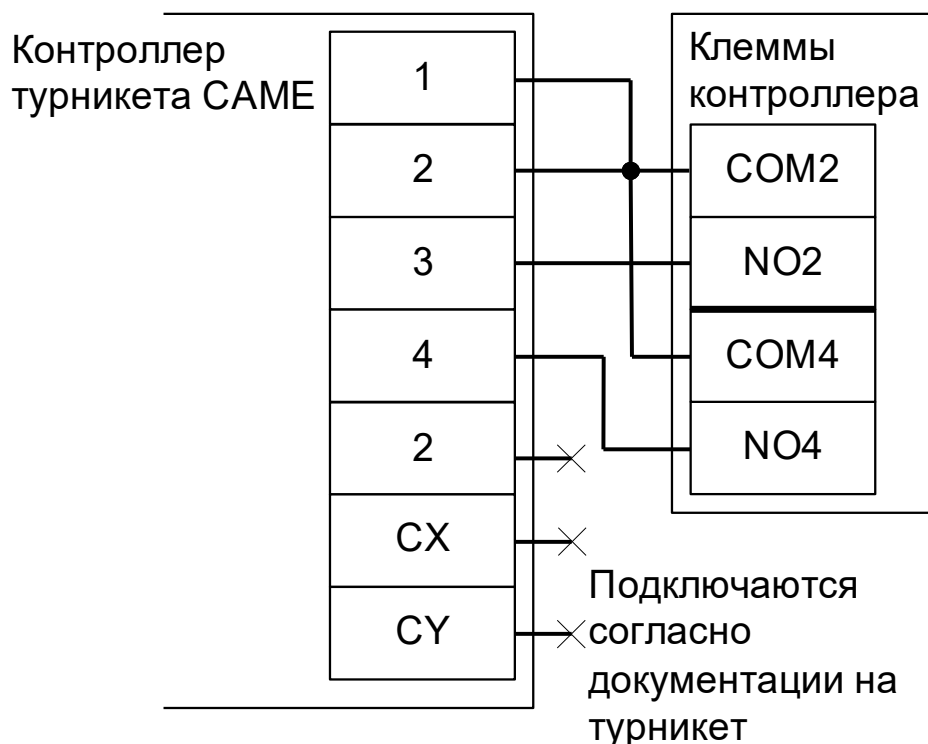 Контроллер
турникета CAME
1
2
3
4
2
CX
CY
Клеммы
контроллера
COM2
NO2
COM4
NO4
Подключаются
согласно
документации на
турникет